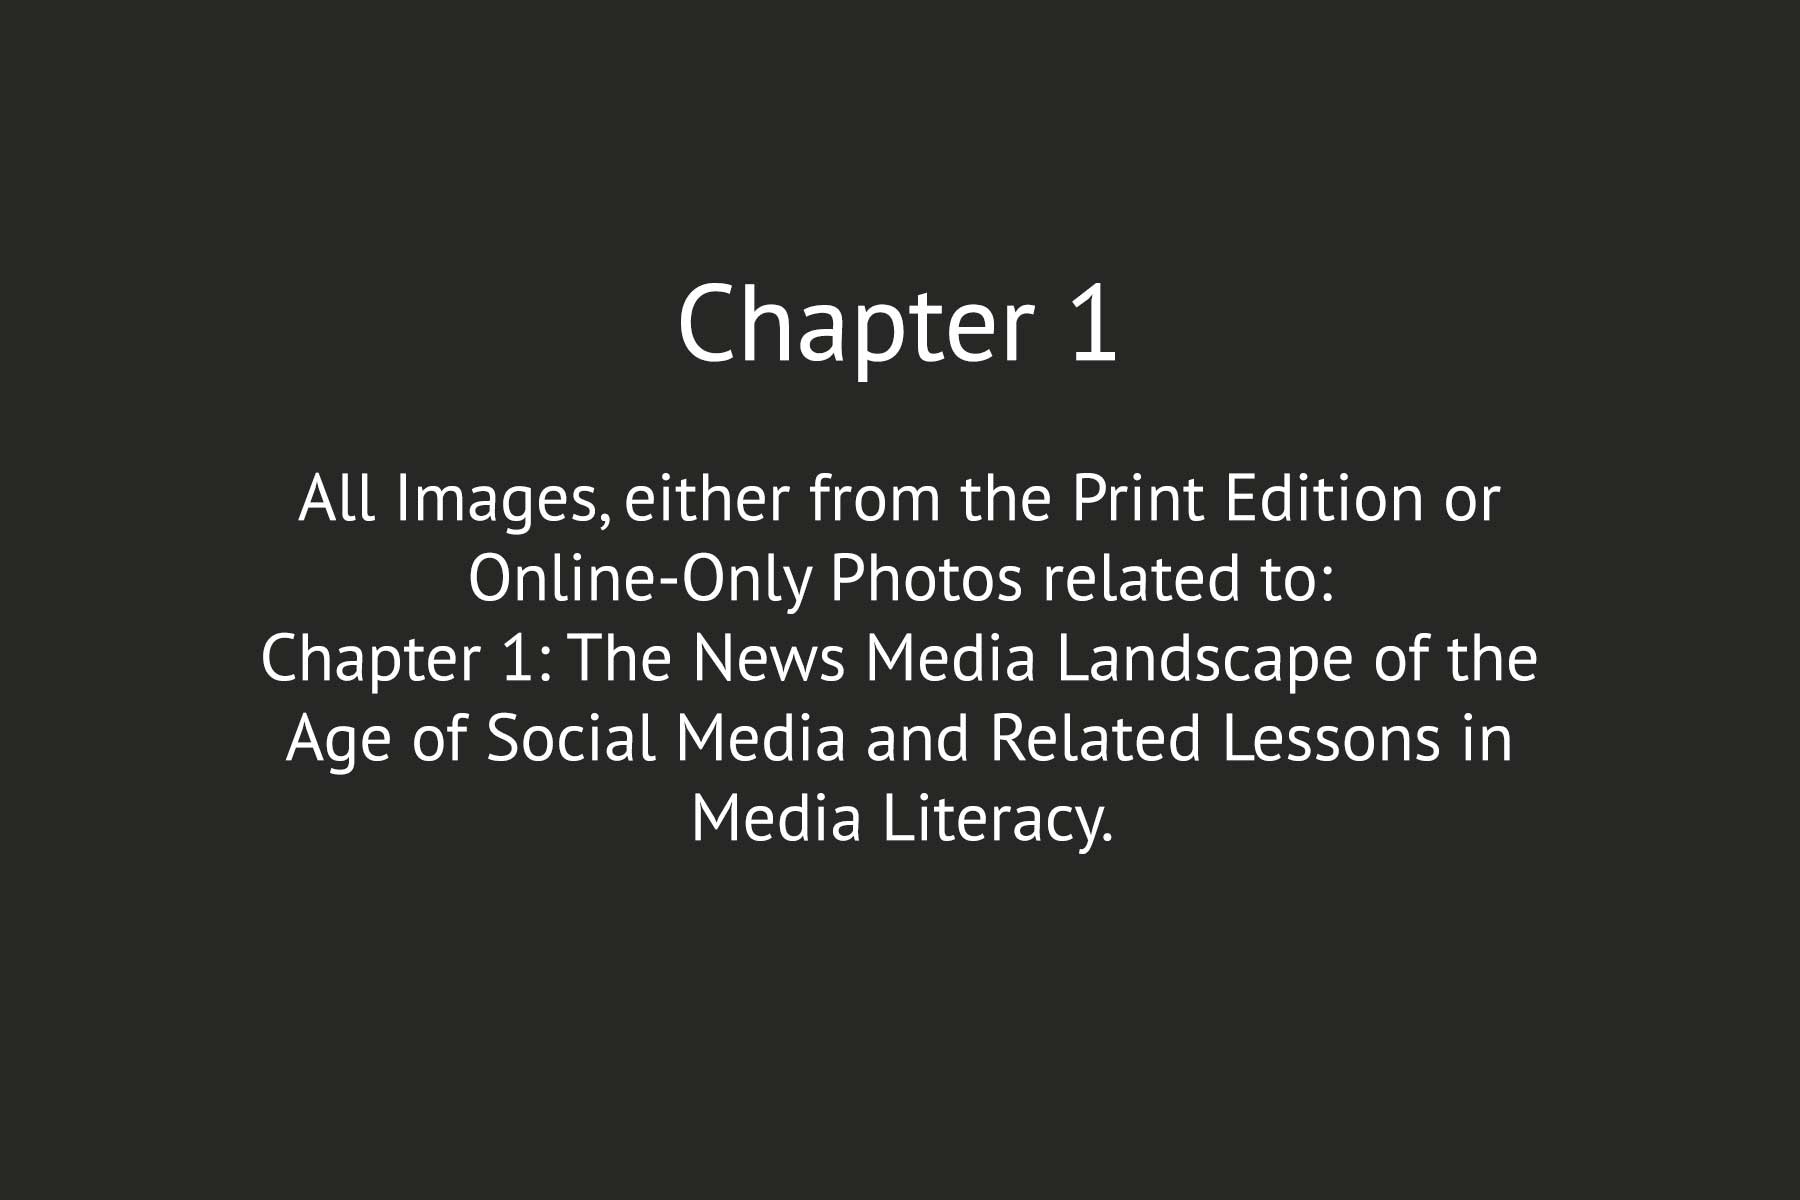 Chapter 1
All Images, either from the Print Edition or
Online-Only Photos related to:
Chapter 1: The News Media Landscape of the
Age of Social Media and Related Lessons in
Media Literacy.